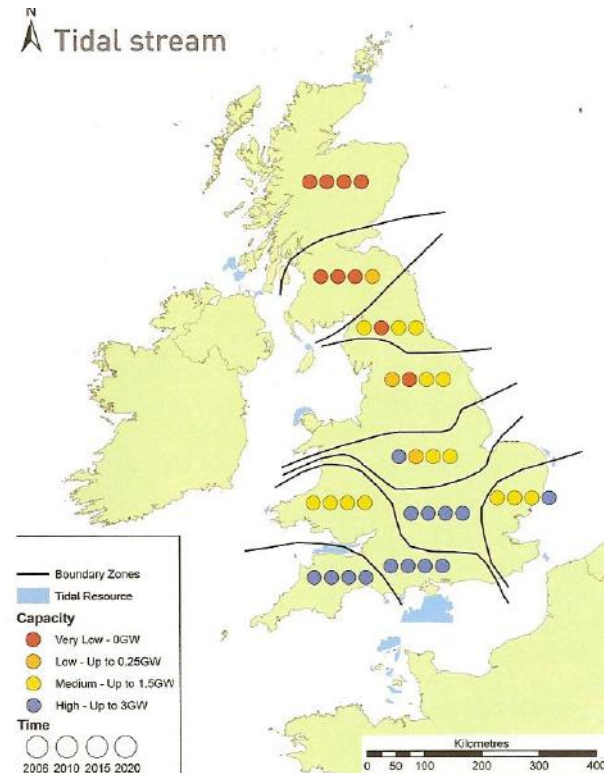 N
Tidal stream
Boundary Zones
Tidal Resource
Capacity
Very Low - 0GW
Low - Up to 0.25GW
Medium - Up to 1.5GW
High - Up to 3GW
Time
2006 2010 2015 2020
Kilometres
0 50 100 200 300 400